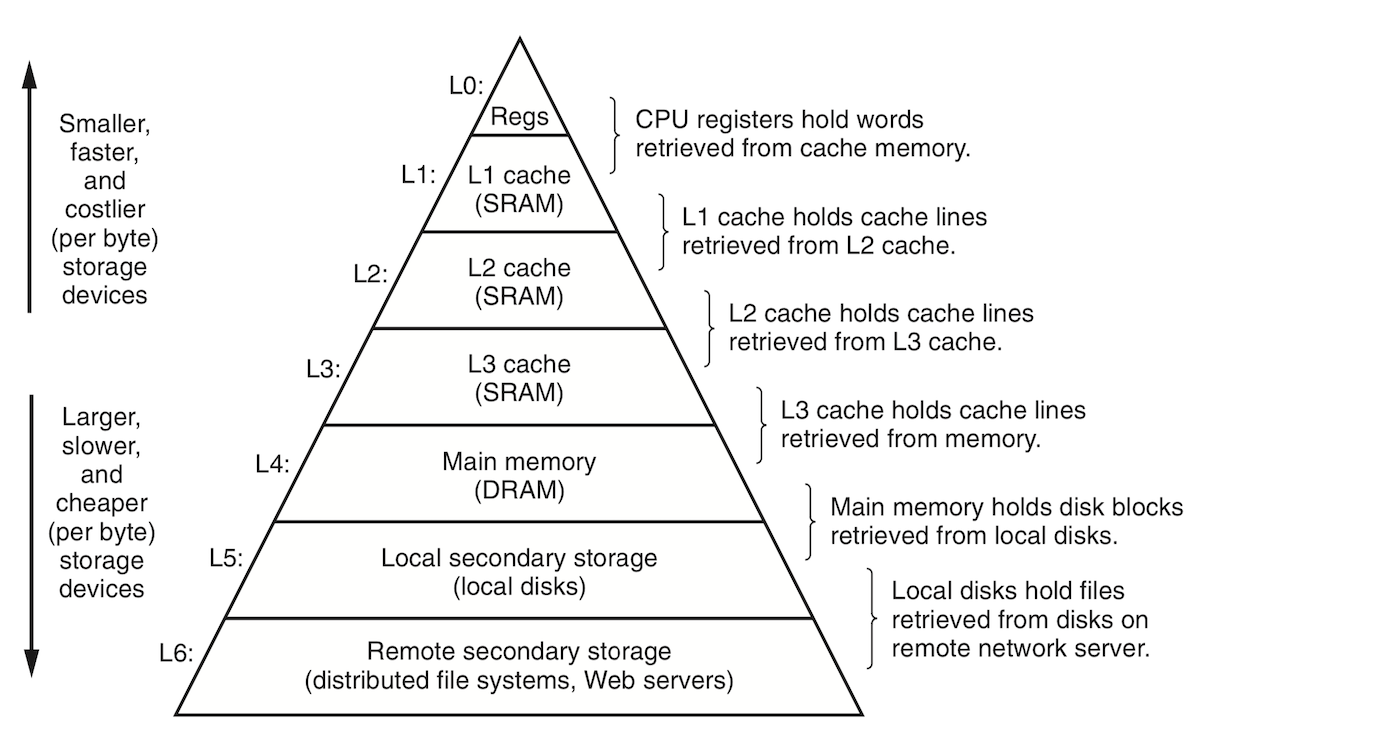 L0:
Regs
CPU registers hold words
retrieved from cache memory.
Smaller,
faster,
and
costlier
(per byte)
storage
devices
L1:
L1 cache
(SRAM)
L1 cache holds cache lines
retrieved from L2 cache.
L2:
L2 cache
(SRAM)
L2 cache holds cache lines
retrieved from L3 cache.
L3:
L3 cache
(SRAM)
L3 cache holds cache lines
retrieved from memory.
Larger,
slower,
and
cheaper
(per byte)
storage
devices
L4:
Main memory
(DRAM)
Main memory holds disk blocks
retrieved from local disks.
L5:
Local secondary storage
(local disks)
Local disks hold files
retrieved from disks on
remote network server.
L6:
Remote secondary storage
(distributed file systems, Web servers)